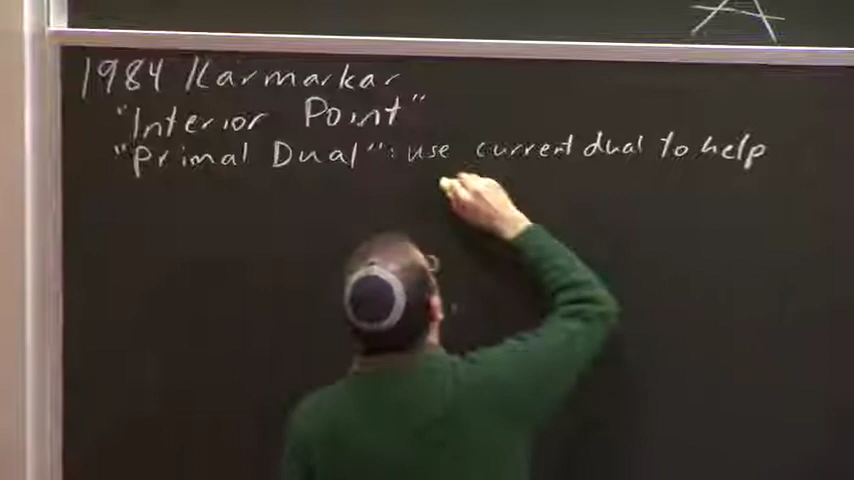 1984 Karmarkar
"Interior Point"
"Primal Dual": use current dual to help